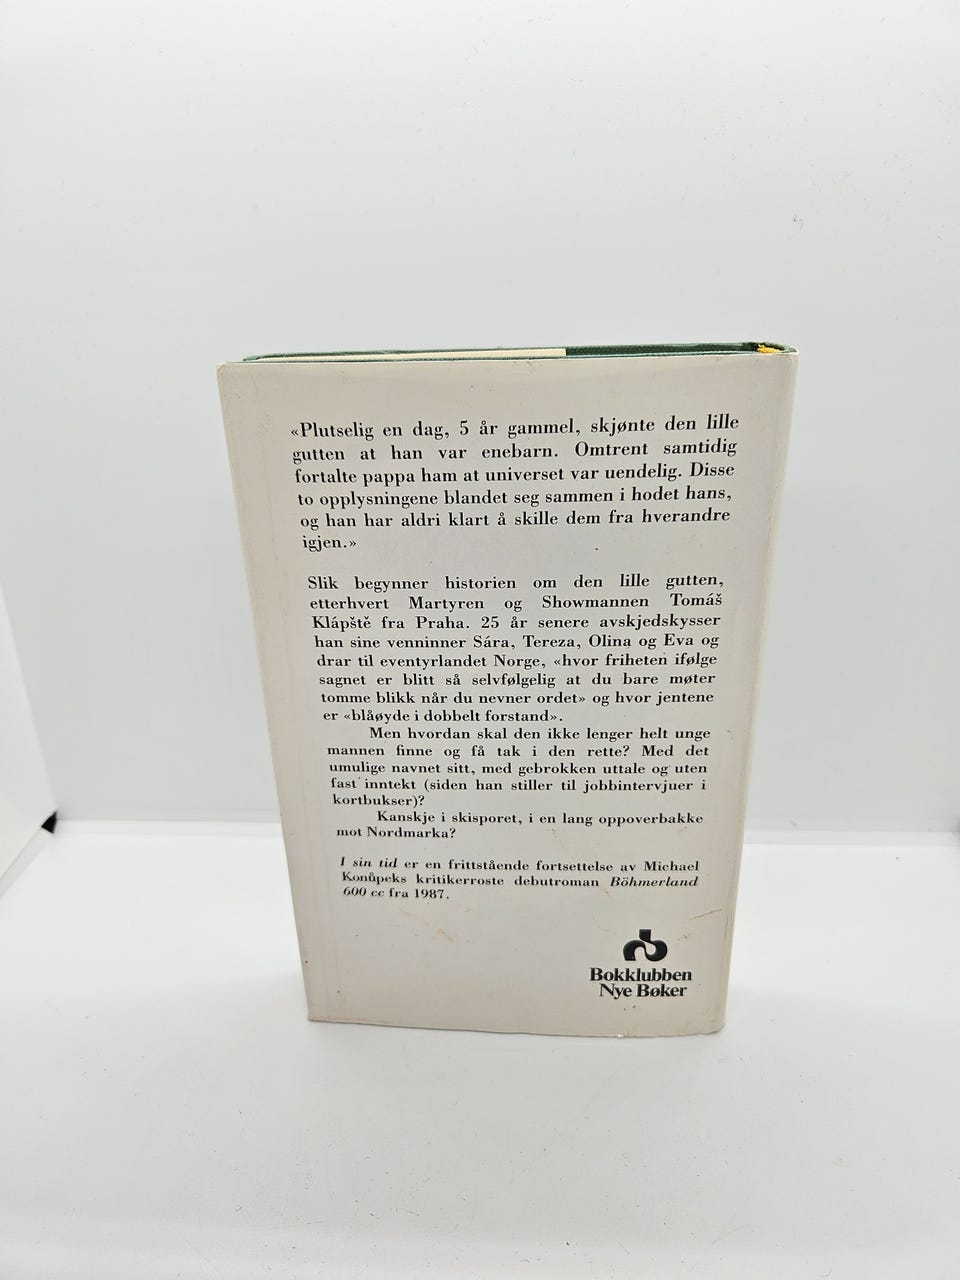 «Plutselig en dag, 5 år gammel, skjønte den lille
gutten at han var enebarn. Omtrent samtidig
fortalte pappa ham at universet var uendelig. Disse
to opplysningene blandet seg sammen i hodet hans,
og han har aldri klart å skille dem fra hverandre
igjen.»
Slik begynner historien om den lille gutten,
etterhvert Martyren og Showmannen Tomáš
Klápště fra Praha. 25 år senere avskjedskysser
han sine venninner Sára, Tereza, Olina og Eva og
drar til eventyrlandet Norge, «hvor friheten ifølge
sagnet er blitt så selvfølgelig at du bare møter
tomme blikk når du nevner ordet» og hvor jentene
er «blåøyde i dobbelt forstand».
Men hvordan skal den ikke lenger helt unge
mannen finne og få tak i den rette? Med det
umulige navnet sitt, med gebrokken uttale og uten
fast inntekt (siden han stiller til jobbintervjuer i
kortbukser)?
Kanskje i skisporet, i en lang oppoverbakke
mot Nordmarka?
I sin tid er en frittstående fortsettelse av Michael
Konůpeks kritikerroste debutroman Böhmerland
600 cc fra 1987.
Bokklubben
Nye Bøker